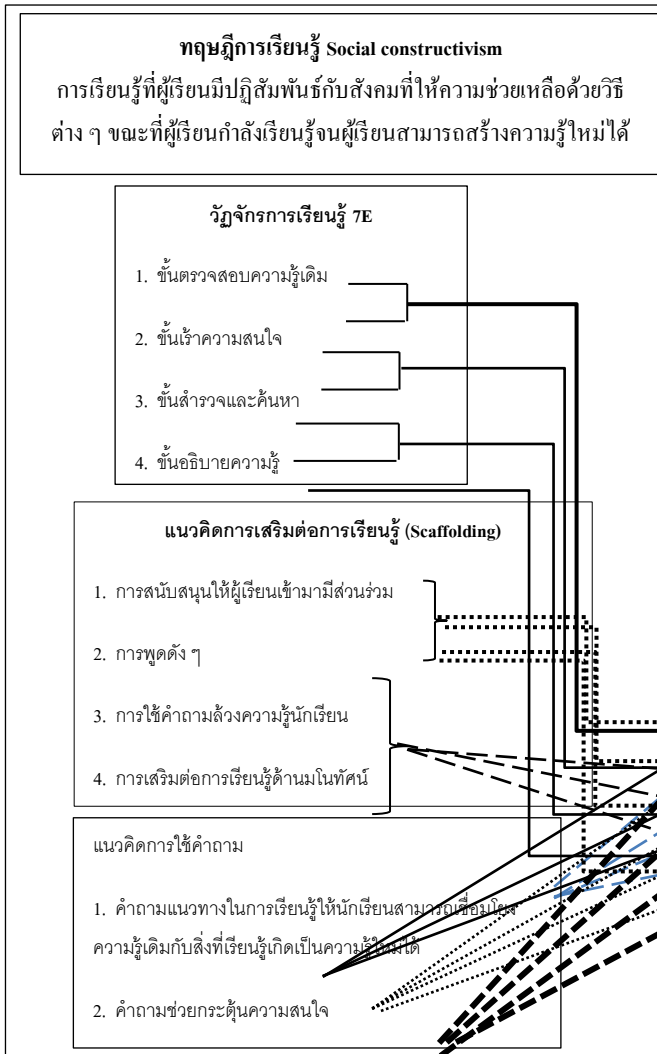 ทฤษฎีการเรียนรู้ Social constructivism
การเรียนรู้ที่ผู้เรียนมีปฏิสัมพันธ์กับสังคมที่ให้ความช่วยเหลือด้วยวิธี
ต่าง ๆ ขณะที่ผู้เรียนกำลังเรียนรู้จนผู้เรียนสามารถสร้างความรู้ใหม่ได้
วัฏจักรการเรียนรู้ 7E
1. ขั้นตรวจสอบความรู้เดิม
2. ขั้นเร้าความสนใจ
3. ขั้นสำรวจและค้นหา
4. ขั้นอธิบายความรู้
แนวคิดการเสริมต่อการเรียนรู้ (Scaffolding)
1. การสนับสนุนให้ผู้เรียนเข้ามามีส่วนร่วม
2. การพูดดัง ๆ
3. การใช้คำถามล้วงความรู้นักเรียน
4. การเสริมต่อการเรียนรู้ด้านมโนทัศน์
แนวคิดการใช้คำถาม
1. คำถามแนวทางในการเรียนรู้ให้นักเรียนสามารถเชื่อมโยง
ความรู้เดิมกับสิ่งที่เรียนรู้เกิดเป็นความรู้ใหม่ได้
2. คำถามช่วยกระตุ้นความสนใจ